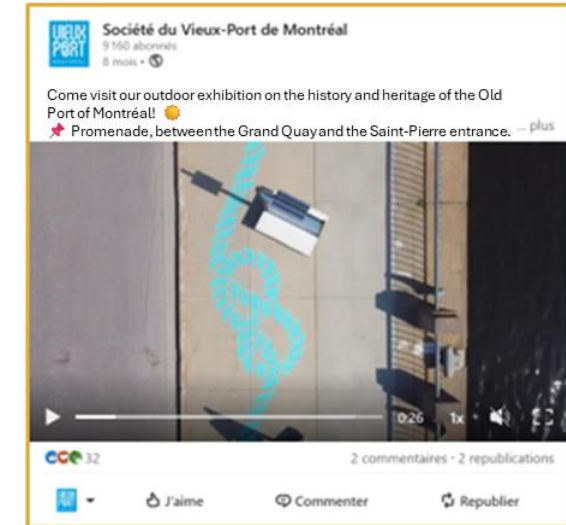 VIEUX
PORT
Société du Vieux-Port de Montréal
9 160 abonnés
8 mois •
Come visit our outdoor exhibition on the history and heritage of the Old
Port of Montréal!
Promenade, between the Grand Quay and the Saint-Pierre entrance. ... plus
0:26 1x
32
2 commentaires · 2 republications
J'aime
Commenter
Republier